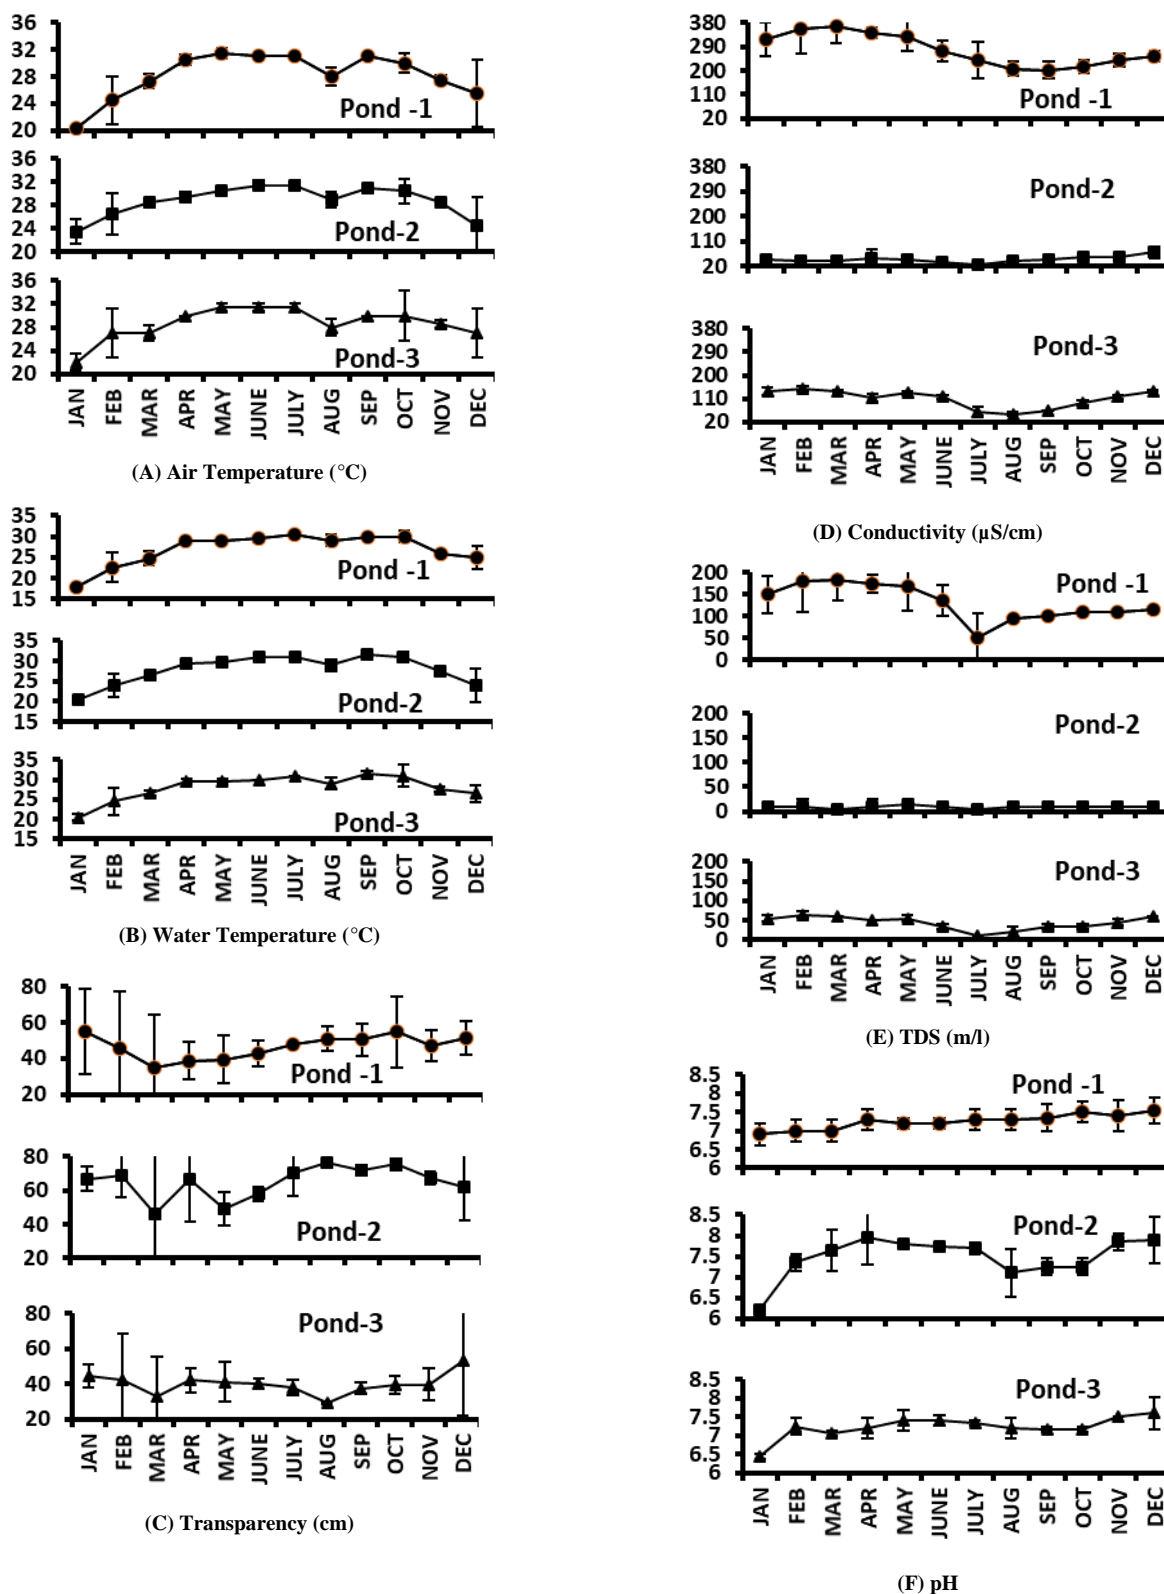 36
32
28
24
20
Pond -1
36
32
28
24
20
Pond-2
36
32
28
24
20
Pond-3
JAN
FEB
MAR
APR
MAY
JUNE
JULY
AUG
SEP
OCT
NOV
DEC
(A) Air Temperature (°C)
35
30
25
20
15
Pond -1
35
30
25
20
15
Pond-2
35
30
25
20
15
Pond-3
JAN
FEB
MAR
APR
MAY
JUNE
JULY
AUG
SEP
OCT
NOV
DEC
(B) Water Temperature (°C)
80
60
40
20
Pond -1
80
60
40
20
Pond-2
80
60
40
20
Pond-3
JAN
FEB
MAR
APR
MAY
JUNE
JULY
AUG
SEP
OCT
NOV
DEC
(C) Transparency (cm)
380
290
200
110
20
Pond -1
380
290
200
110
20
Pond-2
380
290
200
110
20
Pond-3
JAN
FEB
MAR
APR
MAY
JUNE
JULY
AUG
SEP
OCT
NOV
DEC
(D) Conductivity (µS/cm)
200
150
100
50
0
Pond -1
200
150
100
50
0
Pond-2
200
150
100
50
0
Pond-3
JAN
FEB
MAR
APR
MAY
JUNE
JULY
AUG
SEP
OCT
NOV
DEC
(E) TDS (m/l)
8.5
8
7.5
7
6.5
6
Pond -1
8.5
8
7.5
7
6.5
6
Pond-2
8.5
8
7.5
7
6.5
6
Pond-3
JAN
FEB
MAR
APR
MAY
JUNE
JULY
AUG
SEP
OCT
NOV
DEC
(F) pH